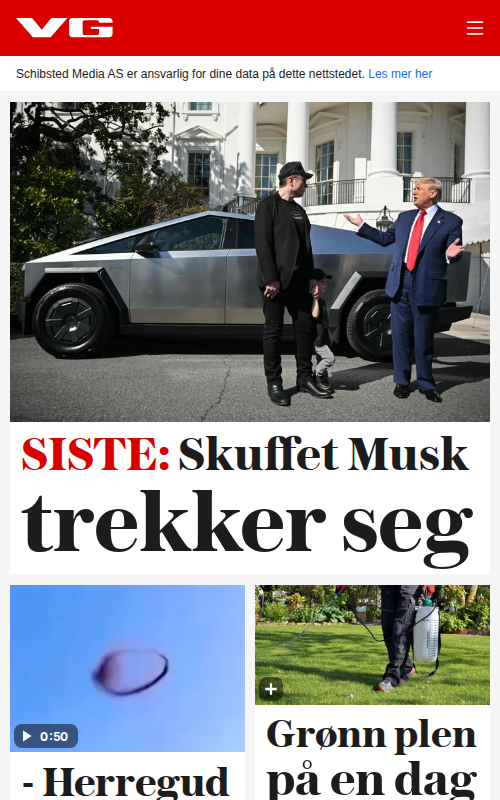 VG
Schibsted Media AS er ansvarlig for dine data på dette nettstedet. Les mer her
SISTE: Skuffet Musk
trekker seg
0:50
- Herregud
Grønn plen
på en dag